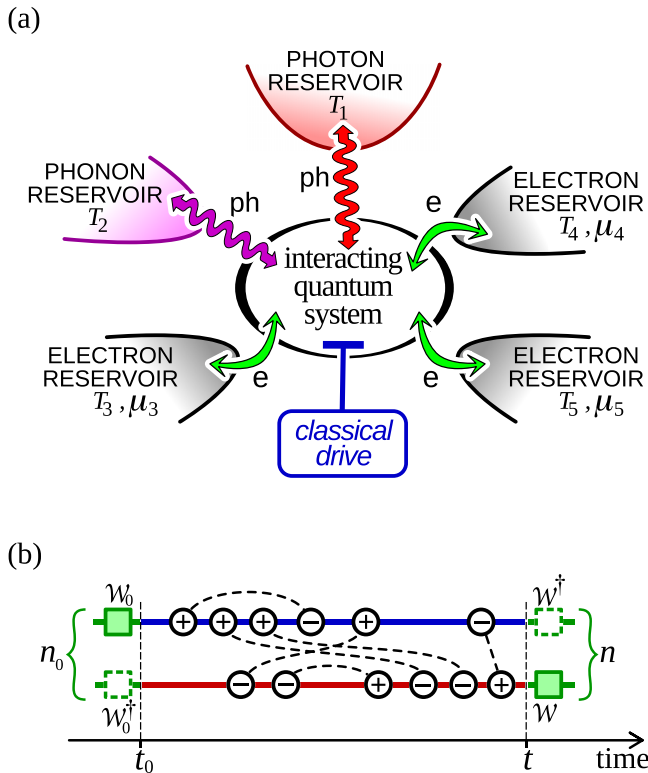 (a)
PHOTON
RESERVOIR
T₁
ph
PHONON
RESERVOIR
T₂
ph
ELECTRON
RESERVOIR
T₄ , μ₄
e
interacting
quantum
system
ELECTRON
RESERVOIR
T₃ , μ₃
e
e
ELECTRON
RESERVOIR
T₅ , μ₅
classical
drive
(b)
𝒲₀
𝒲†
+ + + − + −
n₀
n
− − + − − +
𝒲₀†
𝒲
t₀
t
time